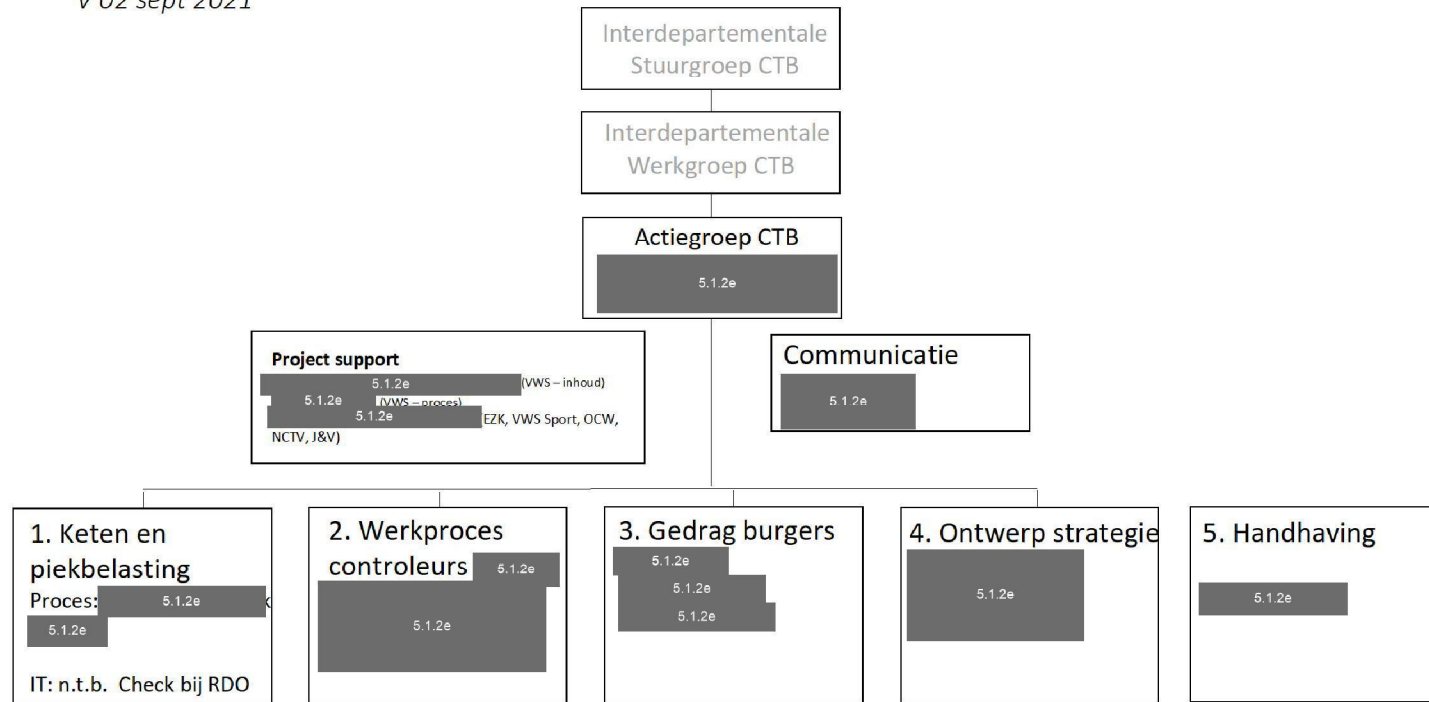 v 02 sept 2021
Interdepartementale
Stuurgroep CTB
Interdepartementale
Werkgroep CTB
Actiegroep CTB
5.1.2e
Project support
5.1.2e (VWS – inhoud)
5.1.2e (VWS – proces)
5.1.2e EZK, VWS Sport, OCW,
NCTV, J&V)
Communicatie
5.1.2e
1. Keten en
piekbelasting
Proces: 5.1.2e k
5.1.2e
IT: n.t.b. Check bij RDO
2. Werkproces
controleurs 5.1.2e
5.1.2e
3. Gedrag burgers
5.1.2e
5.1.2e
5.1.2e
4. Ontwerp strategie
5.1.2e
5. Handhaving
5.1.2e